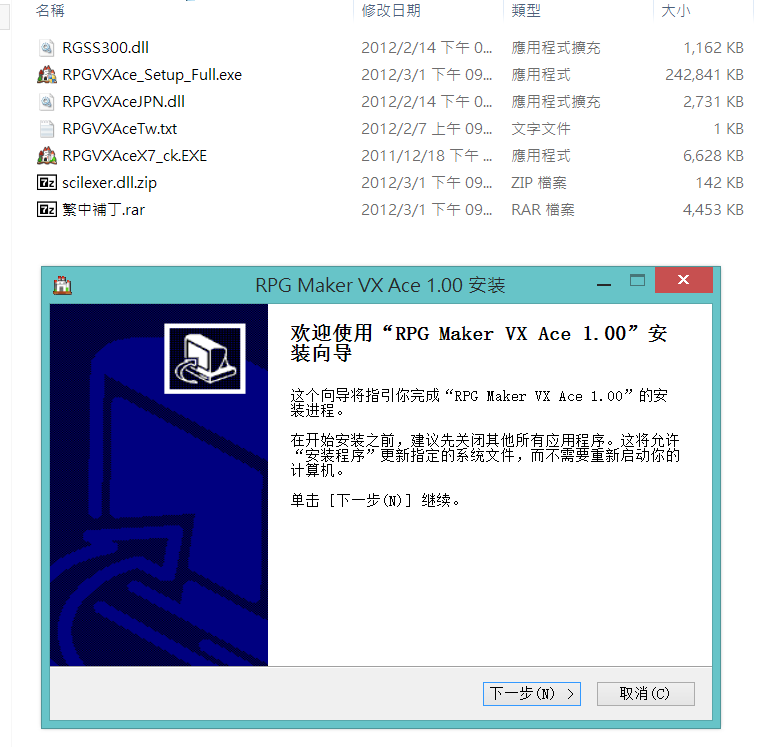 名稱 修改日期 類型 大小
RGSS300.dll 2012/2/14 下午 0... 應用程式擴充 1,162 KB
RPGVXAce_Setup_Full.exe 2012/3/1 下午 09... 應用程式 242,841 KB
RPGVXAceJPN.dll 2012/2/14 下午 0... 應用程式擴充 2,731 KB
RPGVXAceTw.txt 2012/2/7 上午 09... 文字文件 1 KB
RPGVXAceX7_ck.EXE 2011/12/18 下午 ... 應用程式 6,628 KB
scilexer.dll.zip 2012/3/1 下午 09... ZIP 檔案 142 KB
繁中補丁.rar 2012/3/1 下午 09... RAR 檔案 4,453 KB
RPG Maker VX Ace 1.00 安装
欢迎使用“RPG Maker VX Ace 1.00”安
装向导
这个向导将指引你完成“RPG Maker VX Ace 1.00”的安
装进程。
在开始安装之前，建议先关闭其他所有应用程序。这将允许
“安装程序”更新指定的系统文件，而不需要重新启动你的
计算机。
单击 [下一步(N)] 继续。
下一步(N) > 取消(C)